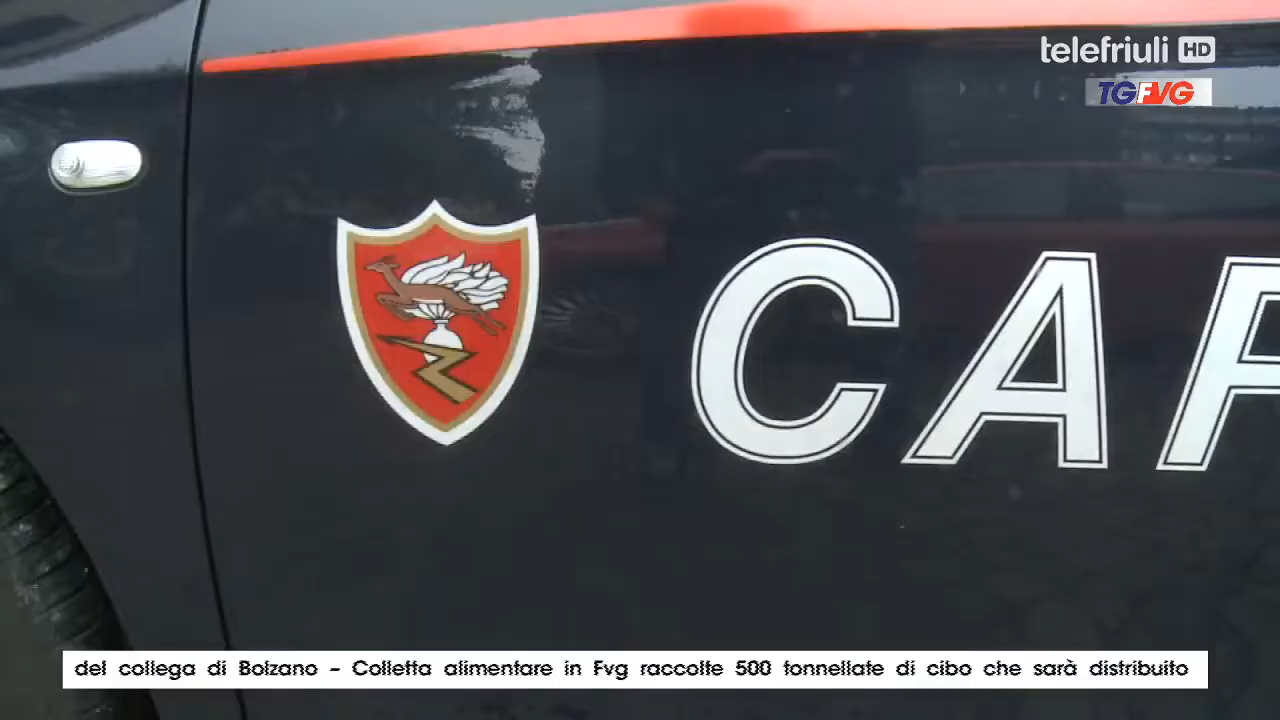 telefriuli HD
TGFVG
CAR
del collega di Bolzano – Colletta alimentare in Fvg raccolte 500 tonnellate di cibo che sarà distribuito